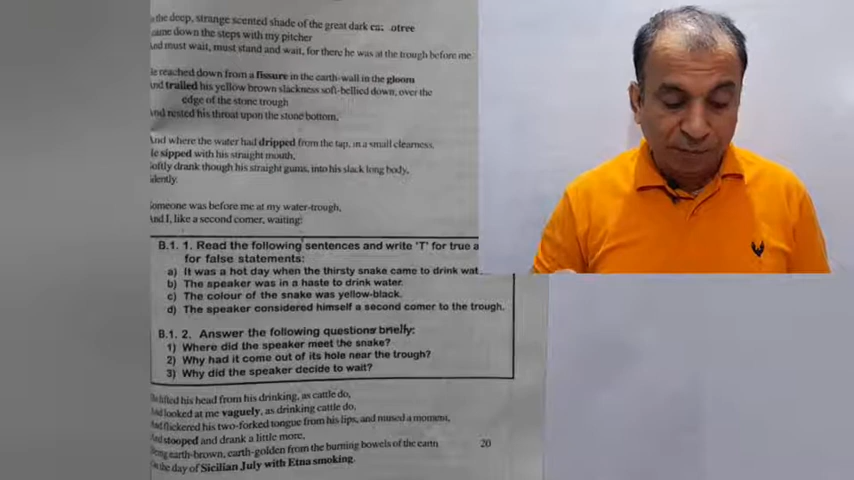 the deep, strange scented shade of the great dark
came down the steps with my pitcher
And must wait, must stand and wait, for there he was at the trough before me
He reached down from a fissure in the earth-wall in the gloom
And trailed his yellow brown slackness soft-bellied down, over the
edge of the stone trough
And rested his throat upon the stone bottom,
And where the water had dripped from the tap, in a small clearness,
He sipped with his straight mouth,
Softly drank though his straight gums, into his slack long body,
Silently.
Someone was before me at my water-trough,
And I, like a second comer, waiting:
B.1. 1. Read the following sentences and write 'T' for true a
for false statements:
a) It was a hot day when the thirsty snake came to drink wat
b) The speaker was in a haste to drink water.
c) The colour of the snake was yellow-black.
d) The speaker considered himself a second comer to the trough.
B.1. 2. Answer the following questions briefly:
1) Where did the speaker meet the snake?
2) Why had it come out of its hole near the trough?
3) Why did the speaker decide to wait?
He lifted his head from his drinking, as cattle do,
And looked at me vaguely, as drinking cattle do,
And flickered his two-forked tongue from his lips, and mused a moment,
And stooped and drank a little more,
Being earth-brown, earth-golden from the burning bowels of the earth
On the day of Sicilian July with Etna smoking.
20